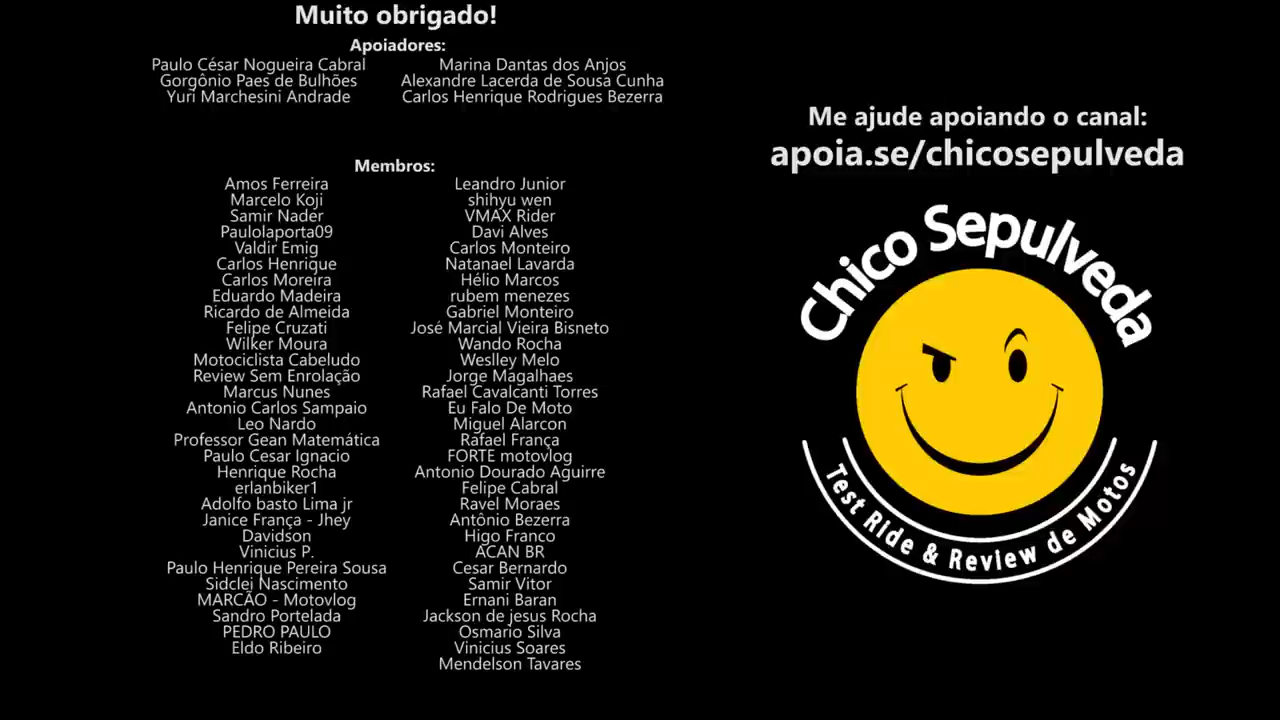 Muito obrigado!
Apoiadores:
Paulo César Nogueira Cabral
Gorgônio Paes de Bulhões
Yuri Marchesini Andrade
Marina Dantas dos Anjos
Alexandre Lacerda de Sousa Cunha
Carlos Henrique Rodrigues Bezerra
Membros:
Amos Ferreira
Marcelo Koji
Samir Nader
Paulolaporta09
Valdir Emig
Carlos Henrique
Carlos Moreira
Eduardo Madeira
Ricardo de Almeida
Felipe Cruzati
Wilker Moura
Motociclista Cabeludo
Review Sem Enrolação
Marcus Nunes
Antonio Carlos Sampaio
Leo Nardo
Professor Gean Matemática
Paulo Cesar Ignacio
Henrique Rocha
erlanbiker1
Adolfo basto Lima jr
Janice França - Jhey
Davidson
Vinicius P.
Paulo Henrique Pereira Sousa
Sidclei Nascimento
MARCÃO - Motovlog
Sandro Portelada
PEDRO PAULO
Eldo Ribeiro
Leandro Junior
shihyu wen
VMAX Rider
Davi Alves
Carlos Monteiro
Natanael Lavarda
Hélio Marcos
rubem menezes
Gabriel Monteiro
José Marcial Vieira Bisneto
Wando Rocha
Weslley Melo
Jorge Magalhaes
Rafael Cavalcanti Torres
Eu Falo De Moto
Miguel Alarcon
Rafael França
FORTE motovlog
Antonio Dourado Aguirre
Felipe Cabral
Ravel Moraes
Antônio Bezerra
Higo Franco
ACAN BR
Cesar Bernardo
Samir Vitor
Ernani Baran
Jackson de jesus Rocha
Osmario Silva
Vinicius Soares
Mendelson Tavares
Me ajude apoiando o canal:
apoia.se/chicosepulveda
Chico Sepulveda
Test Ride & Review de Motos